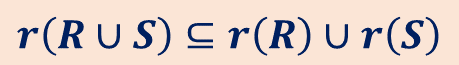 r(R ∪ S) ⊆ r(R) ∪ r(S)